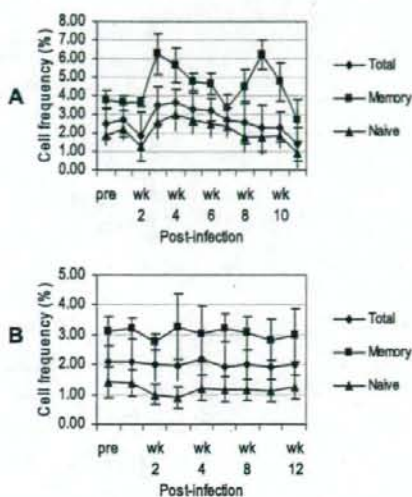 A
Cell frequency (%)
8.00
7.00
6.00
5.00
4.00
3.00
2.00
1.00
0.00
pre wk 2 wk 4 wk 6 wk 8 wk 10
Post-infection
Total
Memory
Naive
B
Cell frequency (%)
5.00
4.00
3.00
2.00
1.00
0.00
pre wk 2 wk 4 wk 8 wk 12
Post-infection
Total
Memory
Naive